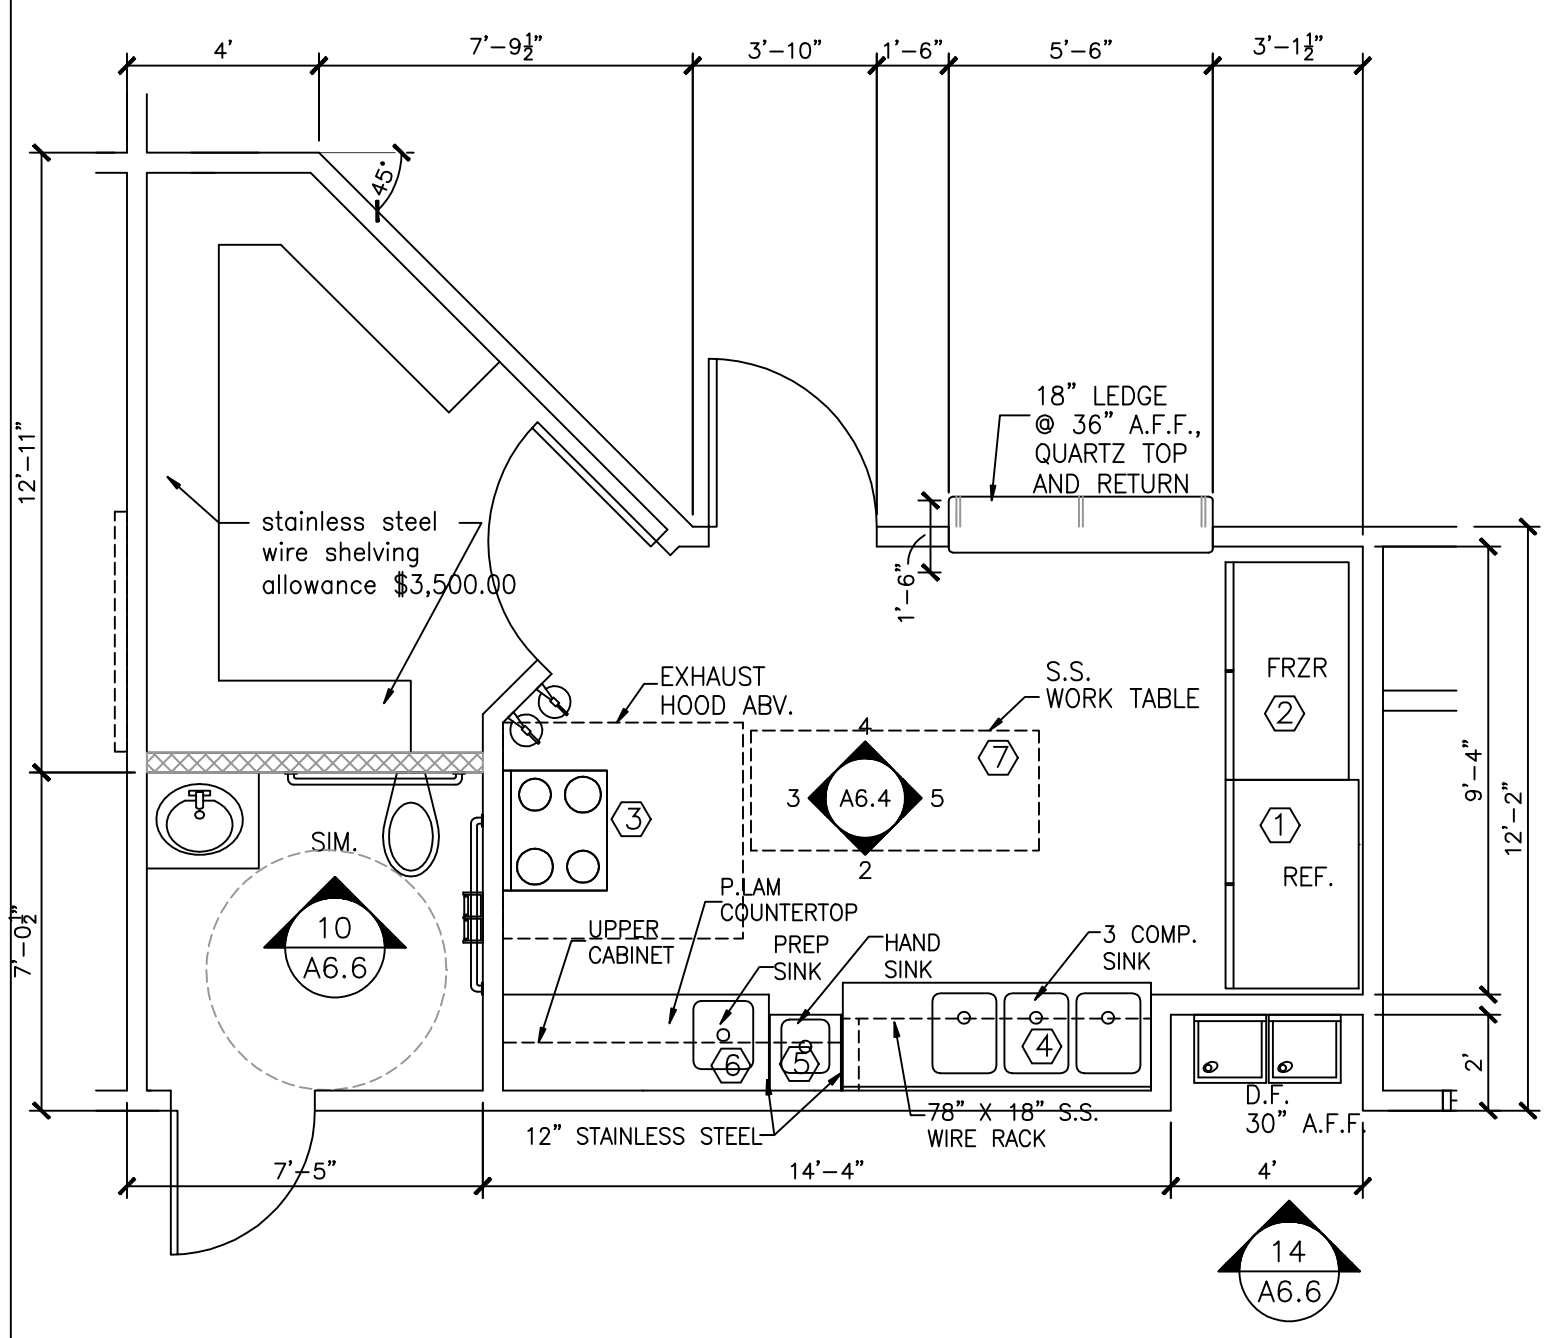 4'
7'-9½"
3'-10"
1'-6"
5'-6"
3'-1½"
45°
18" LEDGE
@ 36" A.F.F.,
QUARTZ TOP
AND RETURN
12'-11"
stainless steel
wire shelving
allowance $3,500.00
1'-6"
EXHAUST
HOOD ABV.
S.S.
WORK TABLE
FRZR
2
4
7
3
A6.4
5
2
9'-4"
12'-2"
3
1
REF.
SIM.
10
A6.6
7'-0½"
P.LAM
COUNTERTOP
UPPER
CABINET
PREP
SINK
HAND
SINK
3 COMP.
SINK
6
5
4
2'
D.F.
30" A.F.F.
12" STAINLESS STEEL
78" X 18" S.S.
WIRE RACK
7'-5"
14'-4"
4'
14
A6.6